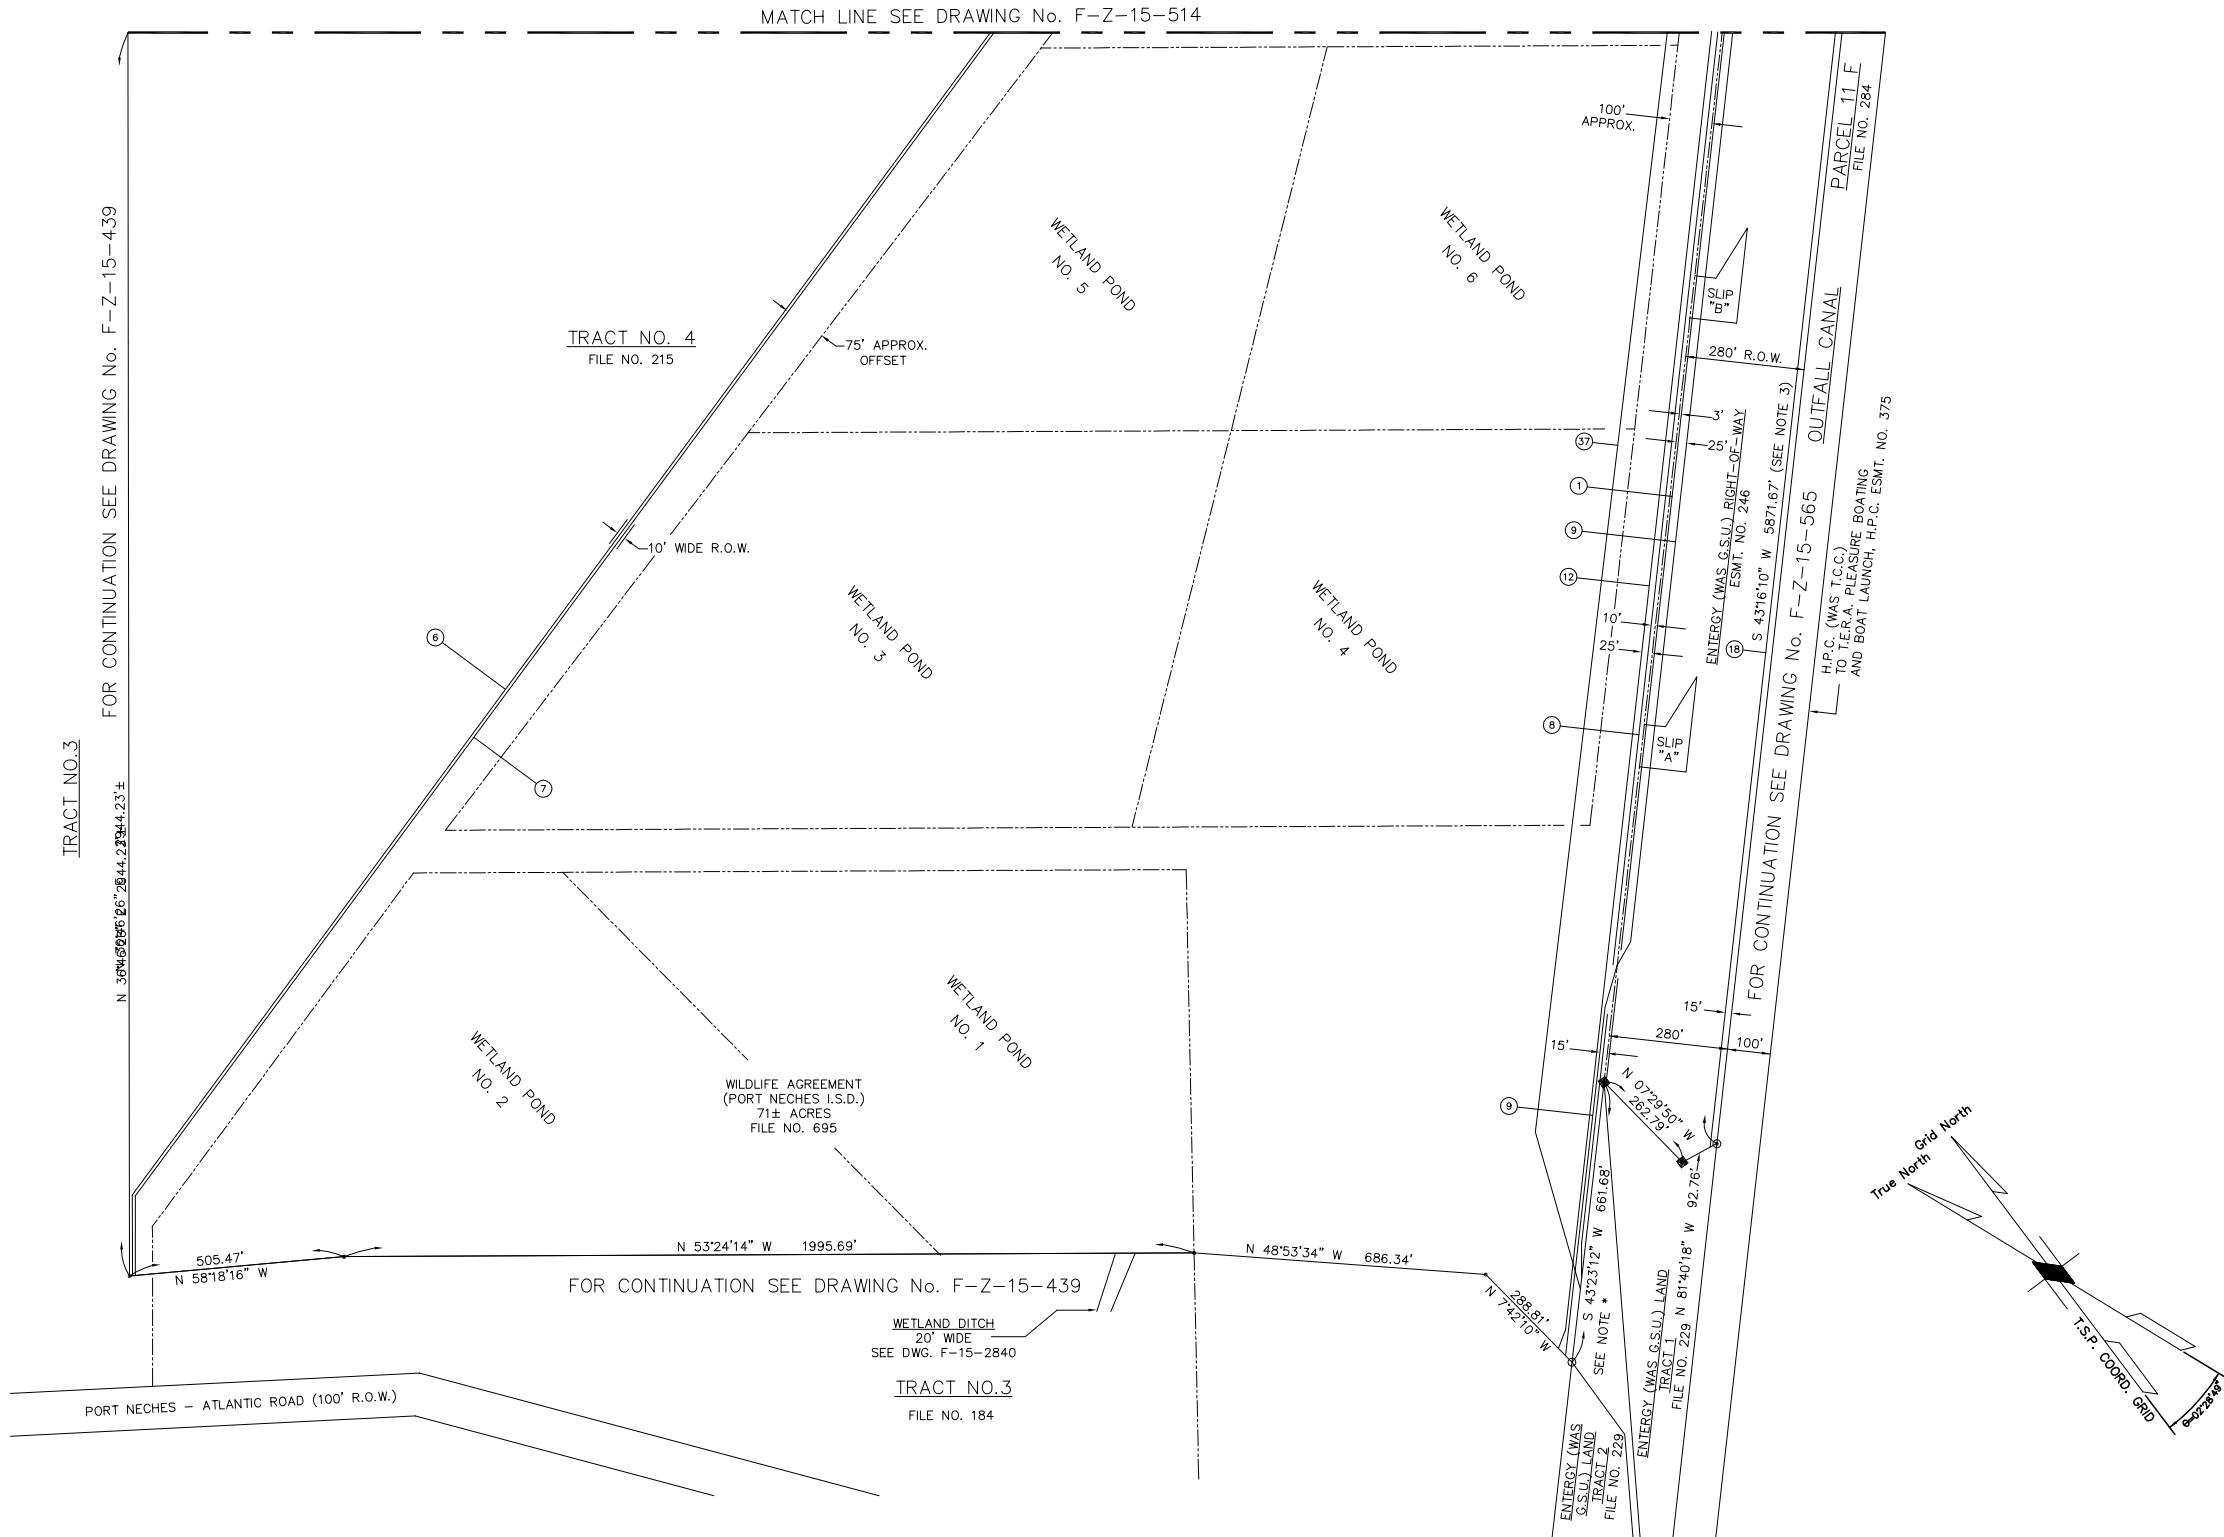 MATCH LINE SEE DRAWING No. F-Z-15-514
PARCEL 11 F
FILE NO. 284
100'
APPROX.
FOR CONTINUATION SEE DRAWING No. F-Z-15-439
WETLAND POND
NO. 5
WETLAND POND
NO. 6
SLIP
"B"
TRACT NO. 4
FILE NO. 215
75' APPROX.
OFFSET
280' R.O.W.
OUTFALL CANAL
3'
25'
37
1
9
12
10'
25'
8
ENTERGY (WAS G.S.U.) RIGHT-OF-WAY
ESMT. NO. 246
S 43°16'10" W 5871.67' (SEE NOTE 3)
18
FOR CONTINUATION SEE DRAWING No. F-Z-15-565
H.P.C. (WAS T.C.C.)
TO T.E.R.A. PLEASURE BOATING
AND BOAT LAUNCH, H.P.C. ESMT. NO. 375
10' WIDE R.O.W.
WETLAND POND
NO. 3
WETLAND POND
NO. 4
6
7
SLIP
"A"
TRACT NO.3
2944.23'±
WETLAND POND
NO. 2
WETLAND POND
NO. 1
WILDLIFE AGREEMENT
(PORT NECHES I.S.D.)
71± ACRES
FILE NO. 695
15'
280'
100'
15'
9
N 07°29'50" W
262.79'
S 43°23'12" W 661.68'
SEE NOTE *
N 81°40'18" W 92.76'
505.47'
N 58°18'16" W
N 53°24'14" W 1995.69'
N 48°53'34" W 686.34'
288.81'
N 7°42'10" W
FOR CONTINUATION SEE DRAWING No. F-Z-15-439
WETLAND DITCH
20' WIDE
SEE DWG. F-15-2840
TRACT NO.3
FILE NO. 184
PORT NECHES - ATLANTIC ROAD (100' R.O.W.)
ENTERGY (WAS G.S.U.) LAND
TRACT 1
FILE NO. 229
ENTERGY (WAS
G.S.U.) LAND
TRACT 2
FILE NO. 229
Grid North
True North
T.S.P. COORD. GRID
θ=02°28'49"